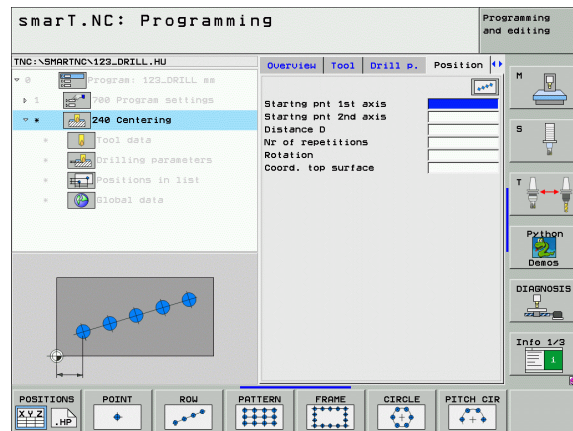 smarT.NC: Programming
Programming
and editing
TNC:\SMARTNC\123_DRILL.HU
0 Program: 123_DRILL mm
1 700 Program settings
* 240 Centering
* Tool data
* Drilling parameters
* Positions in list
* Global data
Overview Tool Drill p. Position
Startng pnt 1st axis
Startng pnt 2nd axis
Distance D
Nr of repetitions
Rotation
Coord. top surface
M
S
T
Python
Demos
DIAGNOSIS
Info 1/3
1
POSITIONS
X,Y,Z
.HP
POINT
ROW
PATTERN
FRAME
CIRCLE
PITCH CIR